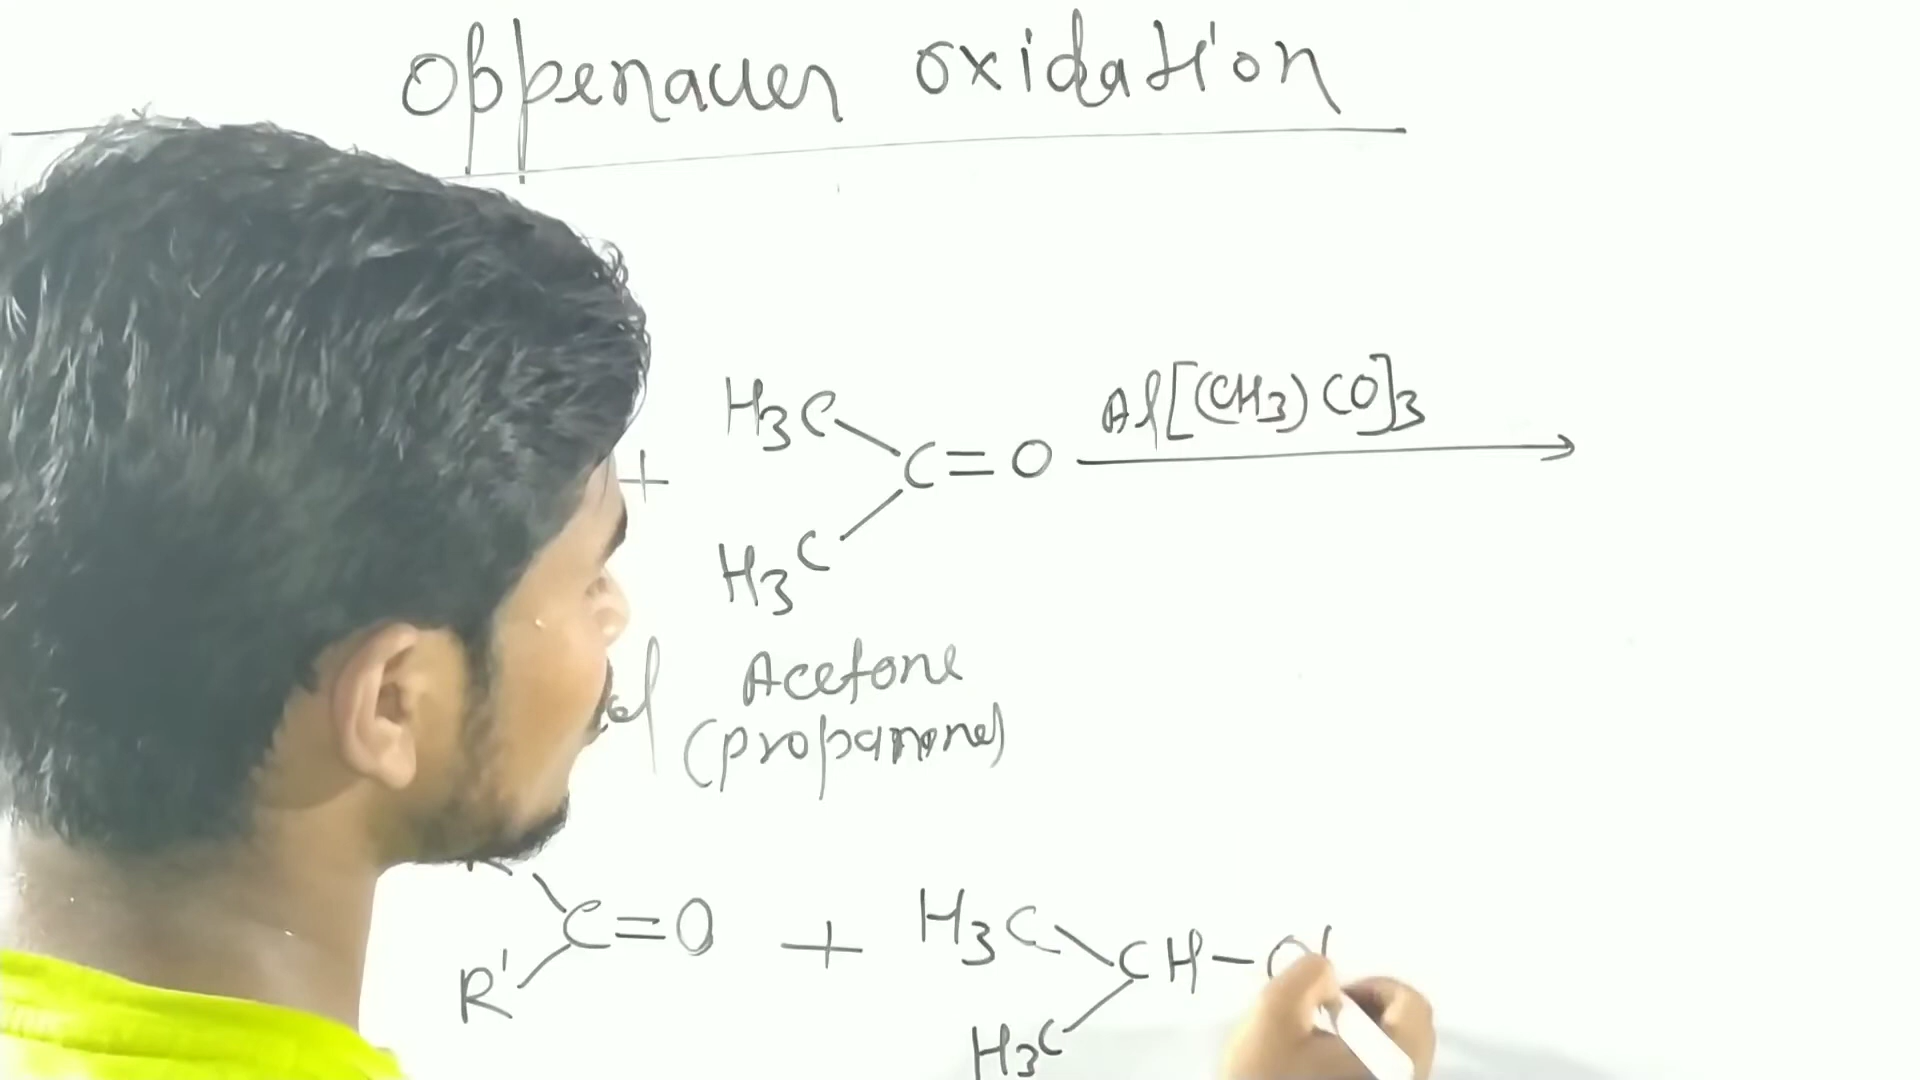 Oppenauer oxidation
Al[(CH3)CO]3
H3C
+ C=O
H3C
Acetone
(propanone)
H3C
C=O + CH-O
R'
H3C